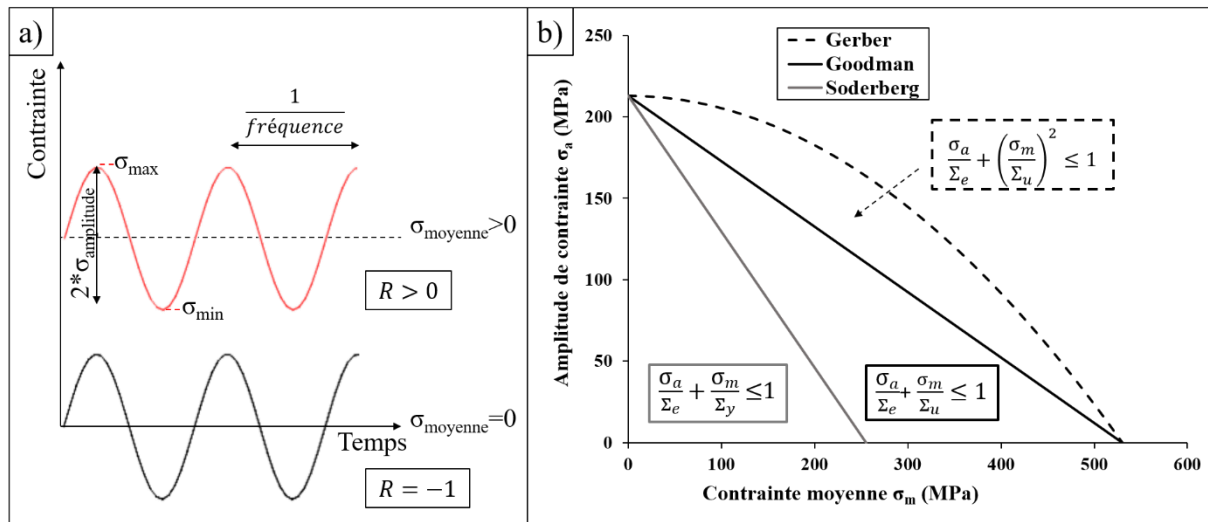 a)
Contrainte
1
fréquence
σmax
2*σamplitude
σmoyenne>0
R > 0
σmin
σmoyenne=0
Temps
R = −1
b)
Gerber
Goodman
Soderberg
Amplitude de contrainte σa (MPa)
250
200
150
100
50
0
σa/Σe + (σm/Σu)² ≤ 1
σa/Σe + σm/Σy ≤1
σa/Σe+ σm/Σu ≤ 1
0 100 200 300 400 500 600
Contrainte moyenne σm (MPa)